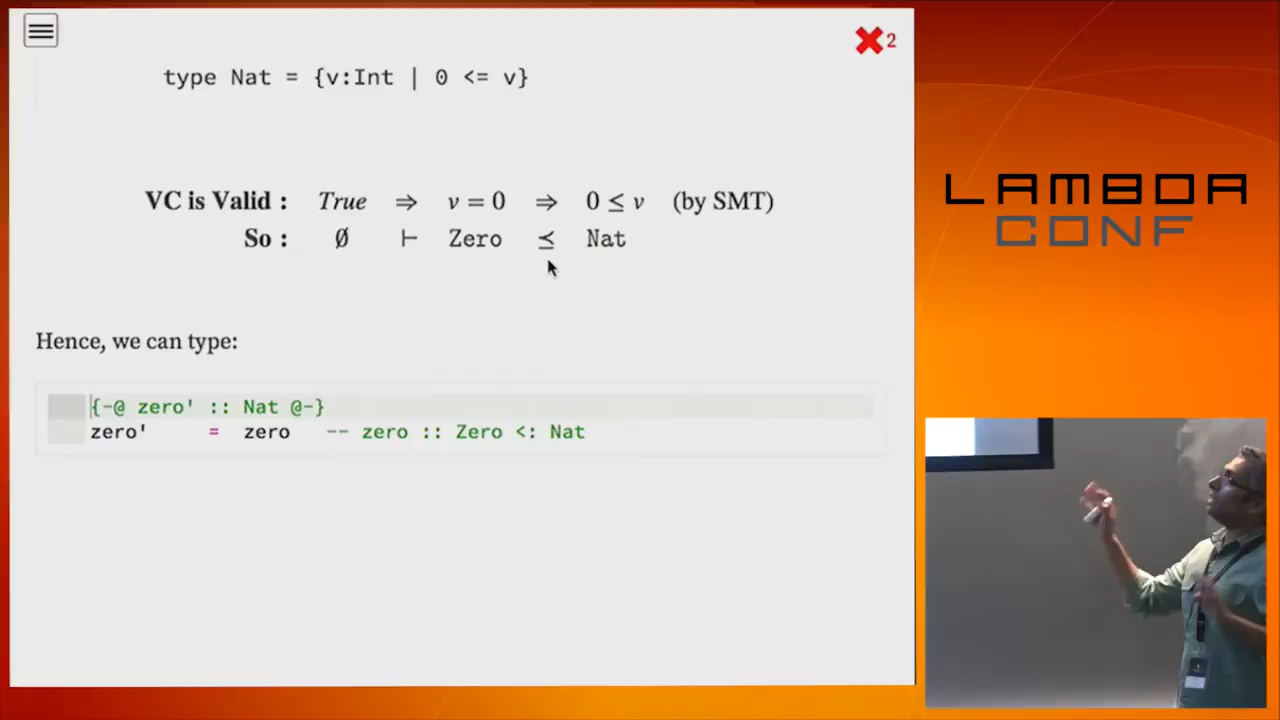 2
type Nat = {v:Int | 0 <= v}
VC is Valid : True ⇒ v = 0 ⇒ 0 ≤ v (by SMT)
So : ∅ ⊢ Zero ⪯ Nat
Hence, we can type:
{-@ zero' :: Nat @-}
zero' = zero -- zero :: Zero <: Nat
LAMBDA
CONF